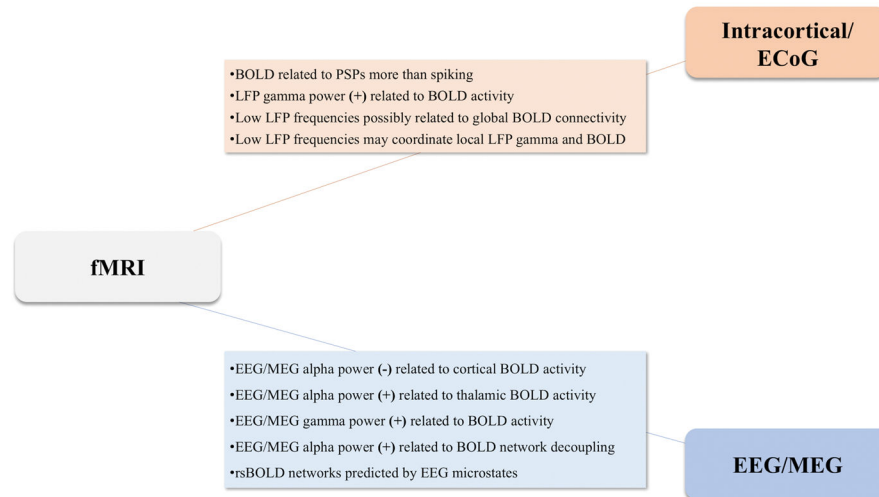 Intracortical/
ECoG
•BOLD related to PSPs more than spiking
•LFP gamma power (+) related to BOLD activity
•Low LFP frequencies possibly related to global BOLD connectivity
•Low LFP frequencies may coordinate local LFP gamma and BOLD
fMRI
•EEG/MEG alpha power (-) related to cortical BOLD activity
•EEG/MEG alpha power (+) related to thalamic BOLD activity
•EEG/MEG gamma power (+) related to BOLD activity
•EEG/MEG alpha power (+) related to BOLD network decoupling
•rsBOLD networks predicted by EEG microstates
EEG/MEG